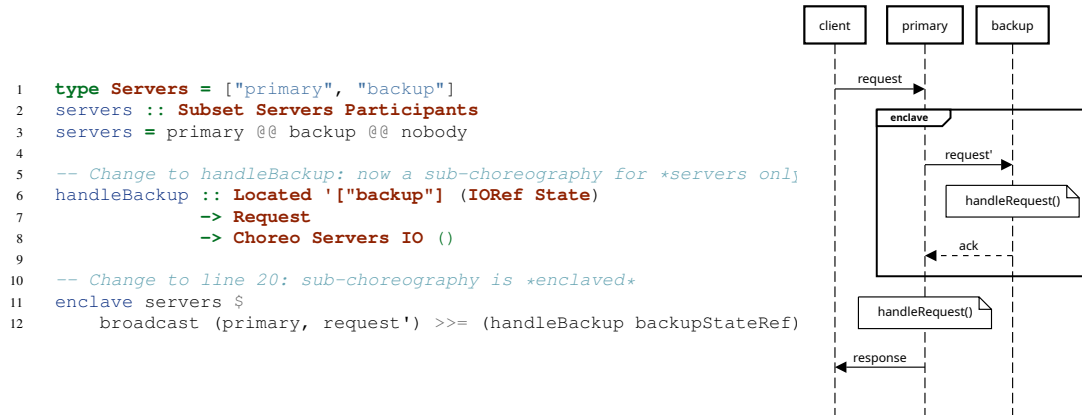 1 type Servers = ["primary", "backup"]
2 servers :: Subset Servers Participants
3 servers = primary @@ backup @@ nobody
4
5 -- Change to handleBackup: now a sub-choreography for *servers only
6 handleBackup :: Located '["backup"] (IORef State)
7 -> Request
8 -> Choreo Servers IO ()
9
10 -- Change to line 20: sub-choreography is *enclaved*
11 enclave servers $
12 broadcast (primary, request') >>= (handleBackup backupStateRef)
client primary backup
request
enclave
request'
handleRequest()
ack
handleRequest()
response